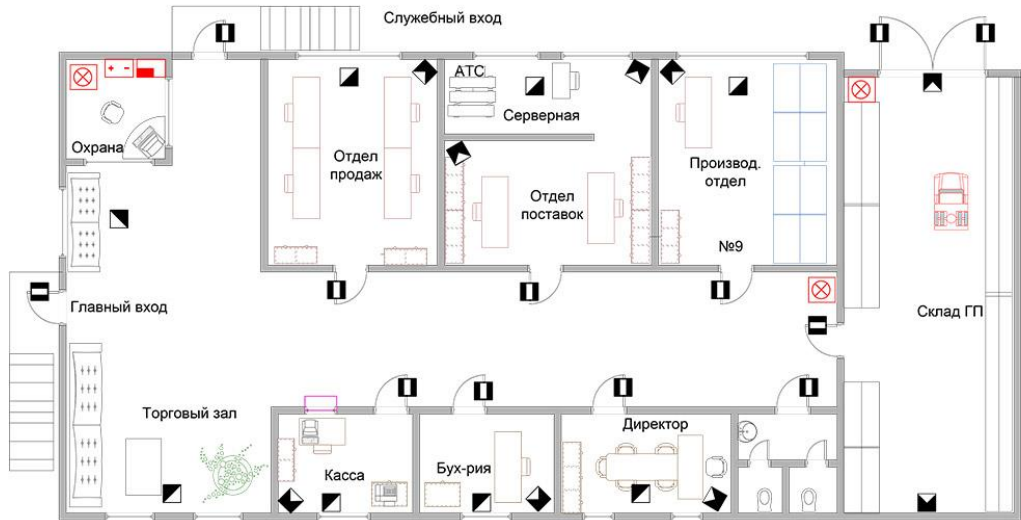 Служебный вход
АТС
Серверная
Охрана
Отдел
продаж
Отдел
поставок
Производ.
отдел
№9
Главный вход
Склад ГП
Торговый зал
Касса
Бух-рия
Директор